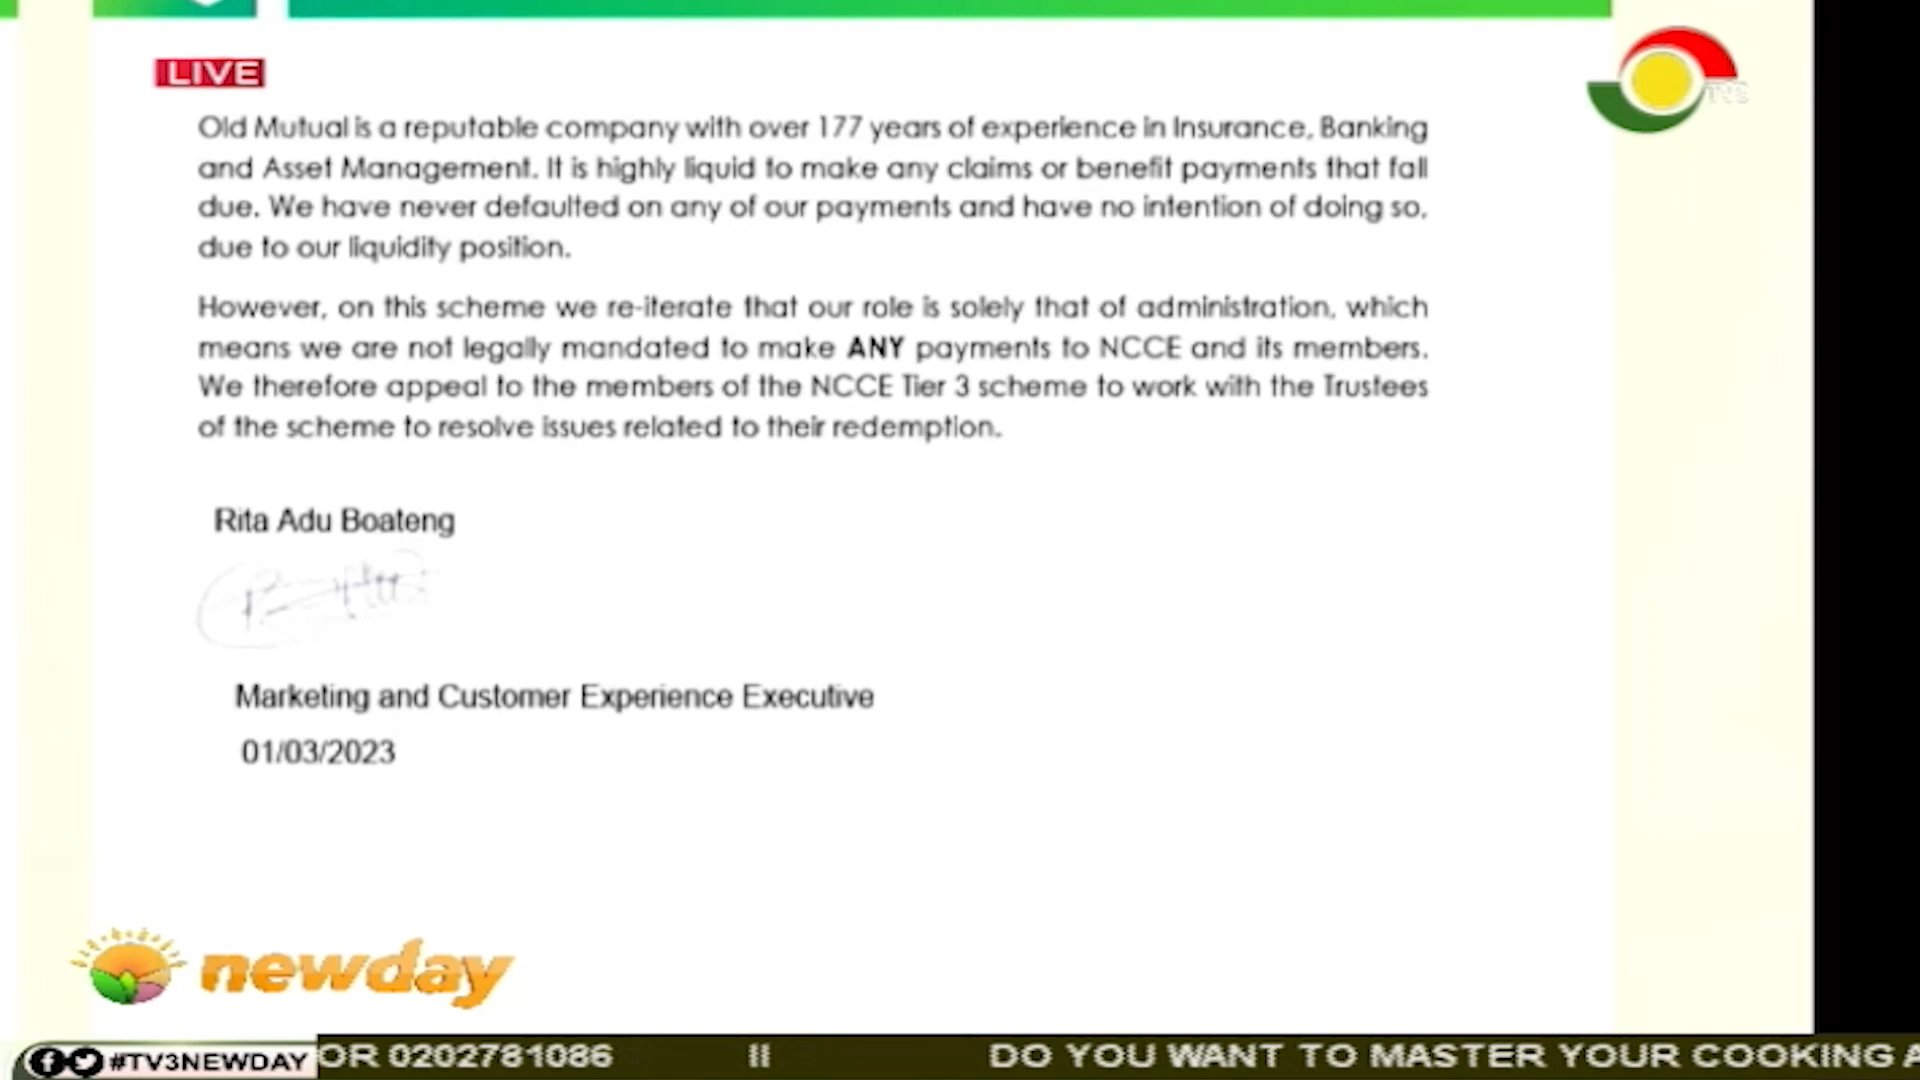 LIVE
TV3
Old Mutual is a reputable company with over 177 years of experience in Insurance, Banking
and Asset Management. It is highly liquid to make any claims or benefit payments that fall
due. We have never defaulted on any of our payments and have no intention of doing so,
due to our liquidity position.
However, on this scheme we re-iterate that our role is solely that of administration, which
means we are not legally mandated to make ANY payments to NCCE and its members.
We therefore appeal to the members of the NCCE Tier 3 scheme to work with the Trustees
of the scheme to resolve issues related to their redemption.
Rita Adu Boateng
Marketing and Customer Experience Executive
01/03/2023
newday
#TV3NEWDAY OR 0202781086 II DO YOU WANT TO MASTER YOUR COOKING A